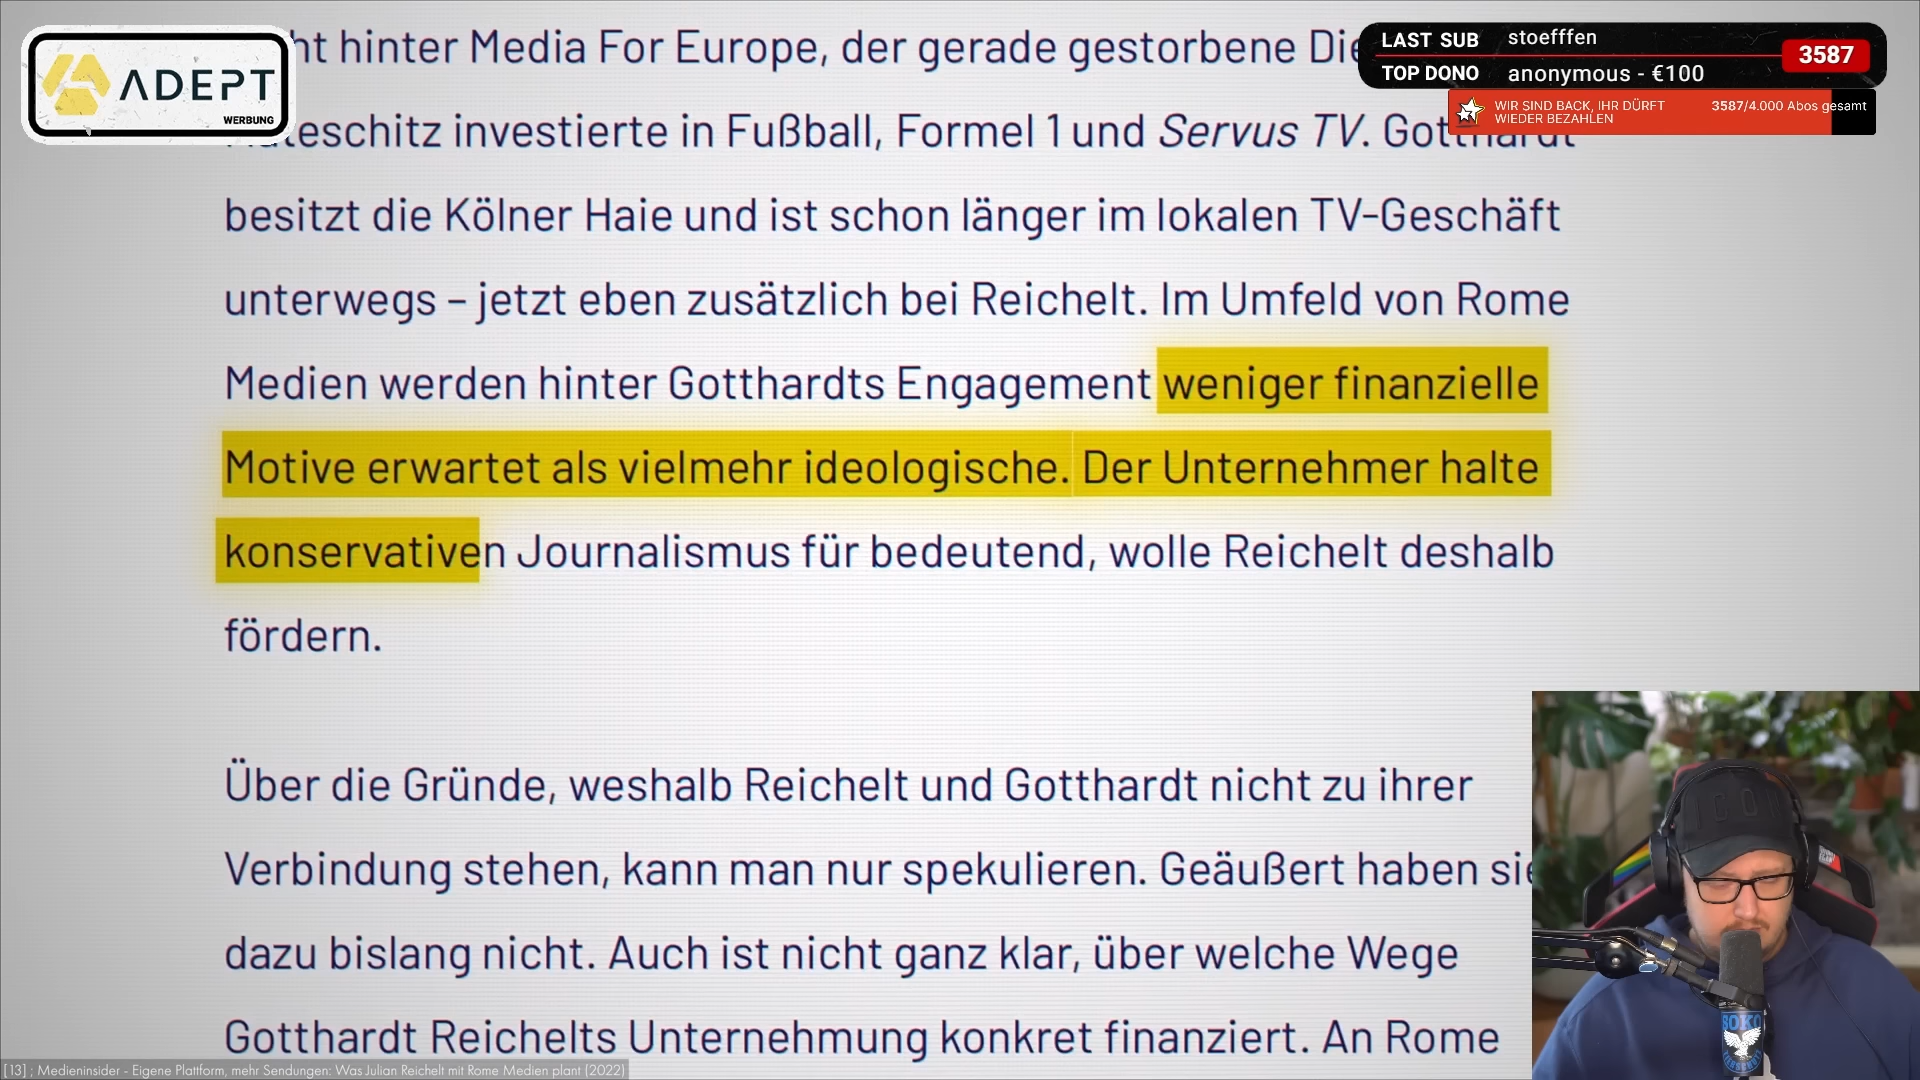 ht hinter Media For Europe, der gerade gestorbene Die
eschitz investierte in Fußball, Formel 1 und Servus TV. Gotthardt
besitzt die Kölner Haie und ist schon länger im lokalen TV-Geschäft
unterwegs – jetzt eben zusätzlich bei Reichelt. Im Umfeld von Rome
Medien werden hinter Gotthardts Engagement weniger finanzielle
Motive erwartet als vielmehr ideologische. Der Unternehmer halte
konservativen Journalismus für bedeutend, wolle Reichelt deshalb
fördern.
Über die Gründe, weshalb Reichelt und Gotthardt nicht zu ihrer
Verbindung stehen, kann man nur spekulieren. Geäußert haben sie
dazu bislang nicht. Auch ist nicht ganz klar, über welche Wege
Gotthardt Reichelts Unternehmung konkret finanziert. An Rome
[13] ; Medieninsider - Eigene Plattform, mehr Sendungen: Was Julian Reichelt mit Rome Medien plant (2022)
ADEPT
WERBUNG
LAST SUB stoefffen
TOP DONO anonymous - €100
3587
WIR SIND BACK, IHR DÜRFT
WIEDER BEZAHLEN
3587/4.000 Abos gesamt
ICON
SOKO